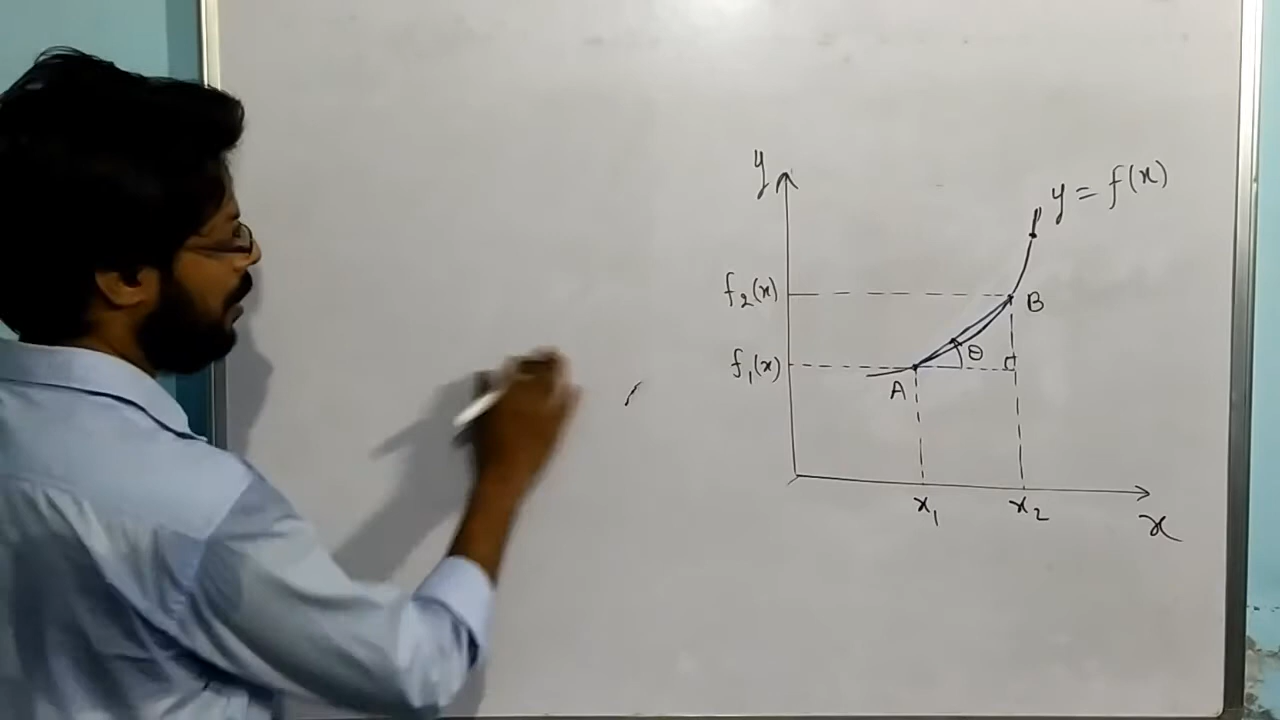 y
y = f(x)
f₂(x)
B
θ
f₁(x)
A
x₁
x₂
x